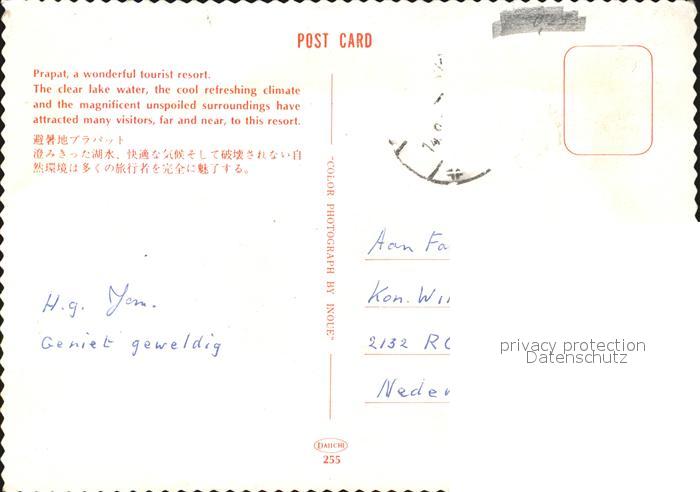 POST CARD
Prapat, a wonderful tourist resort.
The clear lake water, the cool refreshing climate
and the magnificent unspoiled surroundings have
attracted many visitors, far and near, to this resort.
避暑地プラパット
澄みきった湖水、快適な気候そして破壊されない自
然環境は多くの旅行者を完全に魅了する。
"COLOR PHOTOGRAPH BY INOUE"
H.g.
Geniet geweldig
Aan Fa
Kon. Wil
2132 RC
Neder
privacy protection
Datenschutz
DAIICHI
255